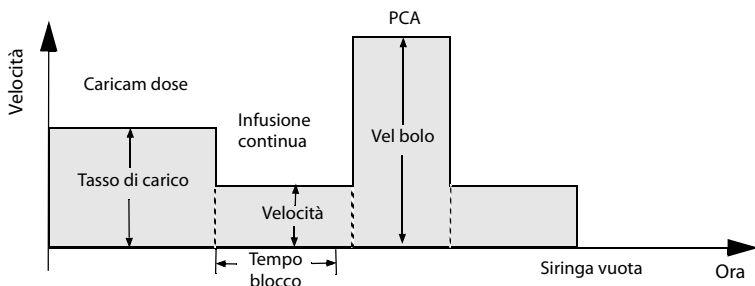 PCA
Velocità
Caricam dose
Infusione
continua
Vel bolo
Tasso di carico
Velocità
Tempo
blocco
Siringa vuota
Ora